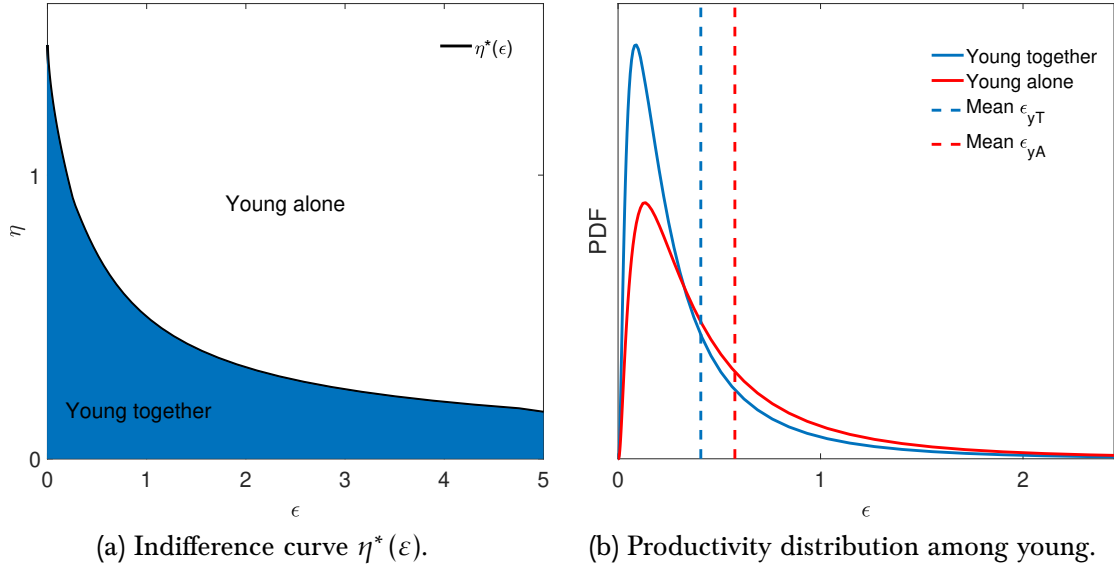 η*(ϵ)
Young alone
Young together
η
0
1
0
1
2
3
4
5
ϵ
(a) Indifference curve η*(ε).
Young together
Young alone
Mean ϵyT
Mean ϵyA
PDF
0
1
2
ϵ
(b) Productivity distribution among young.